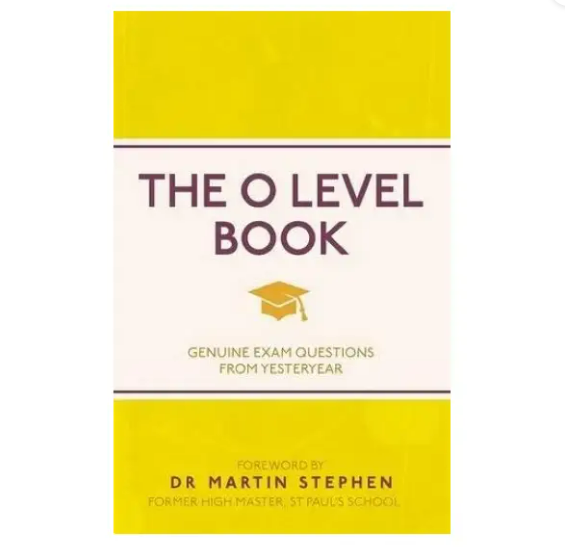 THE O LEVEL
BOOK
GENUINE EXAM QUESTIONS
FROM YESTERYEAR
FOREWORD BY
DR MARTIN STEPHEN
FORMER HIGH MASTER, ST PAUL'S SCHOOL